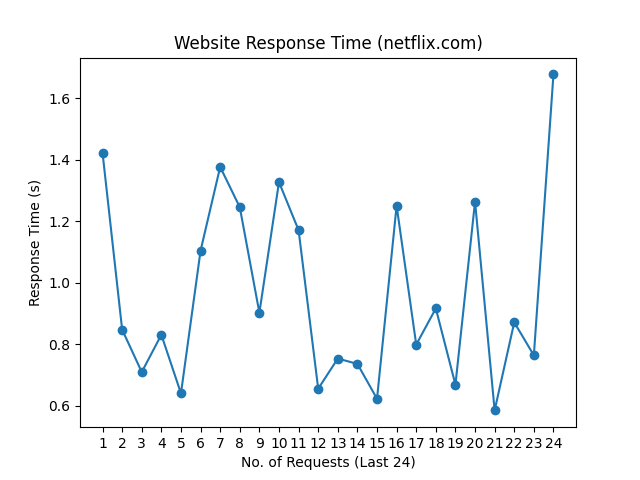 Website Response Time (netflix.com)
1.6
1.4
1.2
1.0
0.8
0.6
Response Time (s)
1 2 3 4 5 6 7 8 9 10 11 12 13 14 15 16 17 18 19 20 21 22 23 24
No. of Requests (Last 24)